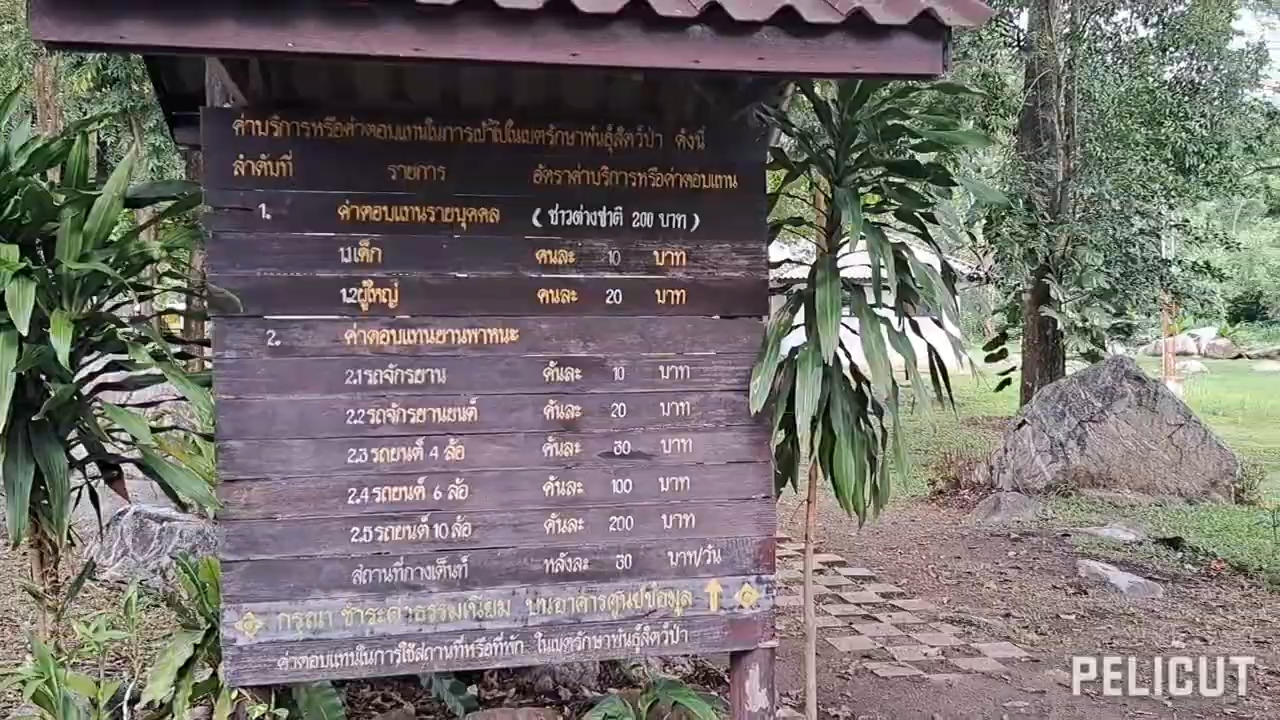 ค่าบริการหรือค่าตอบแทนในการเข้าไปในเขตรักษาพันธุ์สัตว์ป่า ดังนี้
ลำดับที่ รายการ อัตราค่าบริการหรือค่าตอบแทน
1. ค่าตอบแทนรายบุคคล ( ชาวต่างชาติ 200 บาท )
1.1เด็ก คนละ 10 บาท
1.2ผู้ใหญ่ คนละ 20 บาท
2. ค่าตอบแทนยานพาหนะ
2.1รถจักรยาน คันละ 10 บาท
2.2รถจักรยานยนต์ คันละ 20 บาท
2.3รถยนต์ 4 ล้อ คันละ 30 บาท
2.4รถยนต์ 6 ล้อ คันละ 100 บาท
2.5รถยนต์ 10 ล้อ คันละ 200 บาท
สถานที่กางเต็นท์ หลังละ 30 บาท/วัน
กรุณา ชำระค่าธรรมเนียม บนอาคารศูนย์ข้อมูล
ค่าตอบแทนในการใช้สถานที่หรือที่พัก ในเขตรักษาพันธุ์สัตว์ป่า
PELICUT